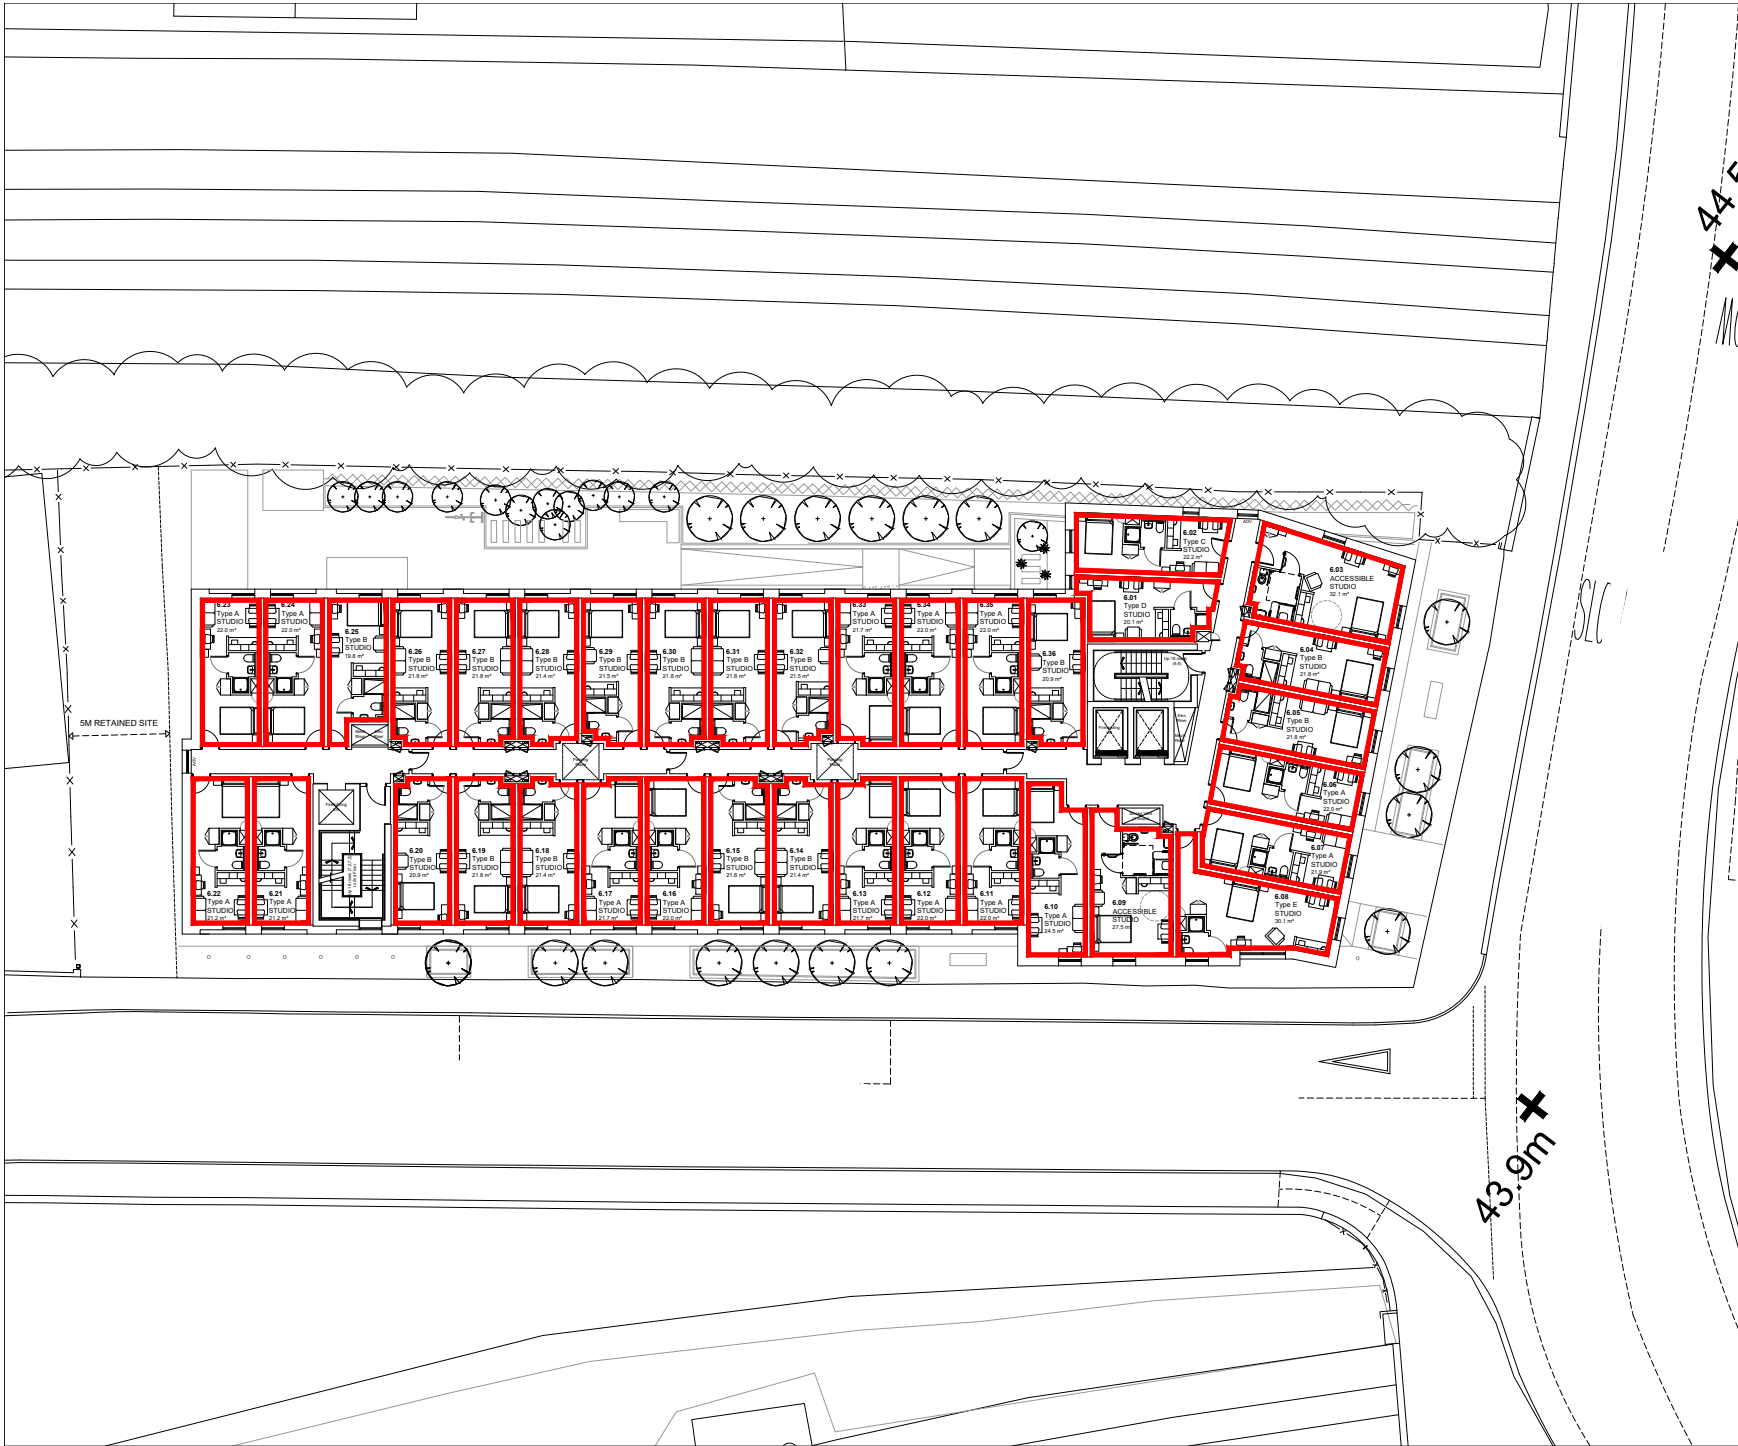 44.5
6.02
Type C
STUDIO
22.2 m²
AOV
6.03
ACCESSIBLE
STUDIO
32.1 m²
6.01
Type D
STUDIO
20.1 m²
6.23
Type A
STUDIO
22.0 m²
6.24
Type A
STUDIO
22.0 m²
6.25
Type B
STUDIO
19.8 m²
6.26
Type B
STUDIO
21.8 m²
6.27
Type B
STUDIO
21.8 m²
6.28
Type B
STUDIO
21.4 m²
6.29
Type B
STUDIO
21.5 m²
6.30
Type B
STUDIO
21.8 m²
6.31
Type B
STUDIO
21.8 m²
6.32
Type B
STUDIO
21.5 m²
6.33
Type A
STUDIO
21.7 m²
6.34
Type A
STUDIO
22.0 m²
6.35
Type A
STUDIO
22.0 m²
6.36
Type B
STUDIO
20.9 m²
6.04
Type B
STUDIO
21.8 m²
6.05
Type B
STUDIO
21.8 m²
6.06
Type A
STUDIO
22.0 m²
6.07
Type A
STUDIO
21.9 m²
6.08
Type E
STUDIO
30.1 m²
5M RETAINED SITE
AOV
Elec
Riser
6.22
Type A
STUDIO
21.2 m²
6.21
Type A
STUDIO
21.2 m²
6.20
Type B
STUDIO
20.9 m²
6.19
Type B
STUDIO
21.8 m²
6.18
Type B
STUDIO
21.4 m²
6.17
Type A
STUDIO
21.7 m²
6.16
Type A
STUDIO
22.0 m²
6.15
Type B
STUDIO
21.8 m²
6.14
Type B
STUDIO
21.4 m²
6.13
Type A
STUDIO
21.7 m²
6.12
Type A
STUDIO
22.0 m²
6.11
Type A
STUDIO
22.0 m²
6.10
Type A
STUDIO
24.5 m²
6.09
ACCESSIBLE
STUDIO
27.5 m²
43.9m